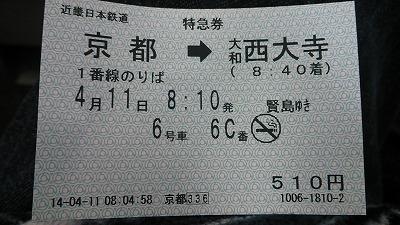 近畿日本鉄道 特急券
京都 ➡ 大和西大寺
(8:40着)
1番線のりば
4月11日 8:10発 賢島ゆき
6号車 6C番
510円
14-04-11 08:04:58 京都336 1006-1810-2